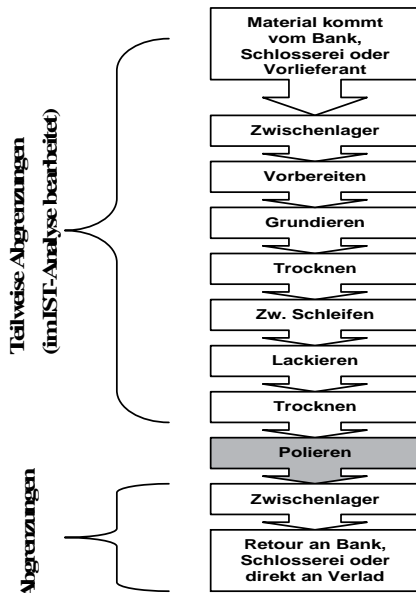 Material kommt
vom Bank,
Schlosserei oder
Vorlieferant
Zwischenlager
Vorbereiten
Grundieren
Trocknen
Zw. Schleifen
Lackieren
Trocknen
Polieren
Zwischenlager
Retour an Bank,
Schlosserei oder
direkt an Verlad
Teilweise Abgrenzungen
(im IST-Analyse bearbeitet)
Abgrenzungen